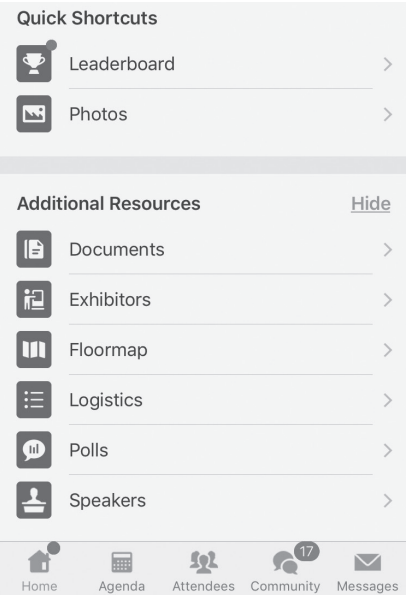 Quick Shortcuts
Leaderboard
Photos
Additional Resources Hide
Documents
Exhibitors
Floormap
Logistics
Polls
Speakers
17
Home Agenda Attendees Community Messages